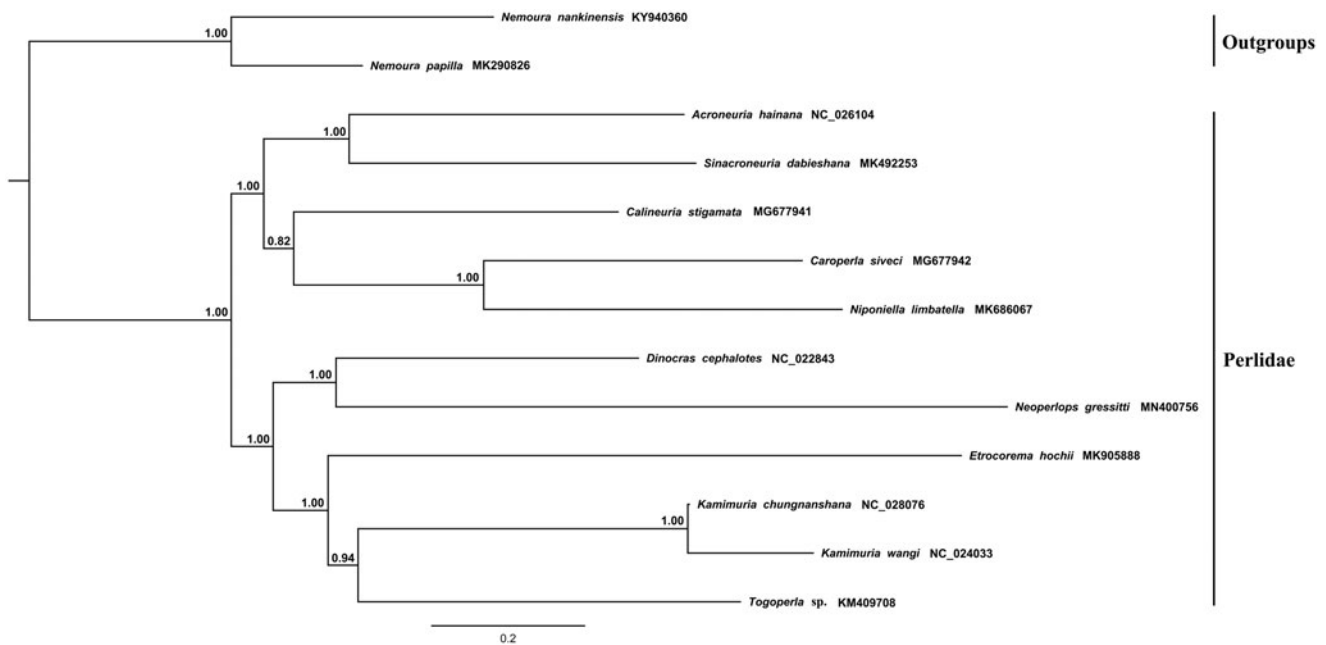 Nemoura nankinensis KY940360
1.00
Outgroups
Nemoura papilla MK290826
Acroneuria hainana NC_026104
1.00
Sinacroneuria dabieshana MK492253
1.00
Calineuria stigamata MG677941
0.82
Caroperla siveci MG677942
1.00
Niponiella limbatella MK686067
1.00
Dinocras cephalotes NC_022843
Perlidae
1.00
Neoperlops gressitti MN400756
1.00
Etrocorema hochii MK905888
1.00
Kamimuria chungnanshana NC_028076
1.00
Kamimuria wangi NC_024033
0.94
Togoperla sp. KM409708
0.2